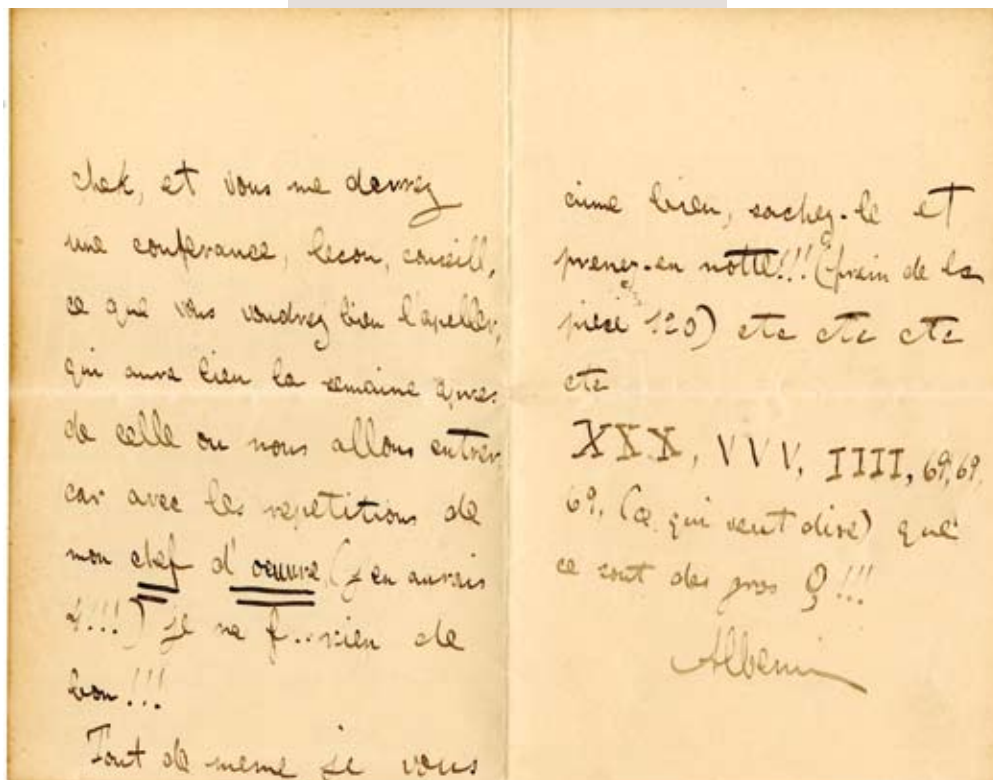 chek, et vous me devrez
une conferance, lecon, conseill,
ce que vous voudrez bien l'apeller,
qui aura lieu la semaine apres
de celle ou nous allons entrer,
car avec les repetitions de
mon chef d'oeuvre, (j'en aurais
4!!!) je ne f..rien de
bon!!!
Tout de meme je vous
aime bien, sachez-le et
prenez-en notte!!! (prain de la
piece 120) etc etc etc
etc
XXX, VVV, IIII, 69, 69,
69, (ce qui veut dire) que
ce sont des gros !!!
Albeniz